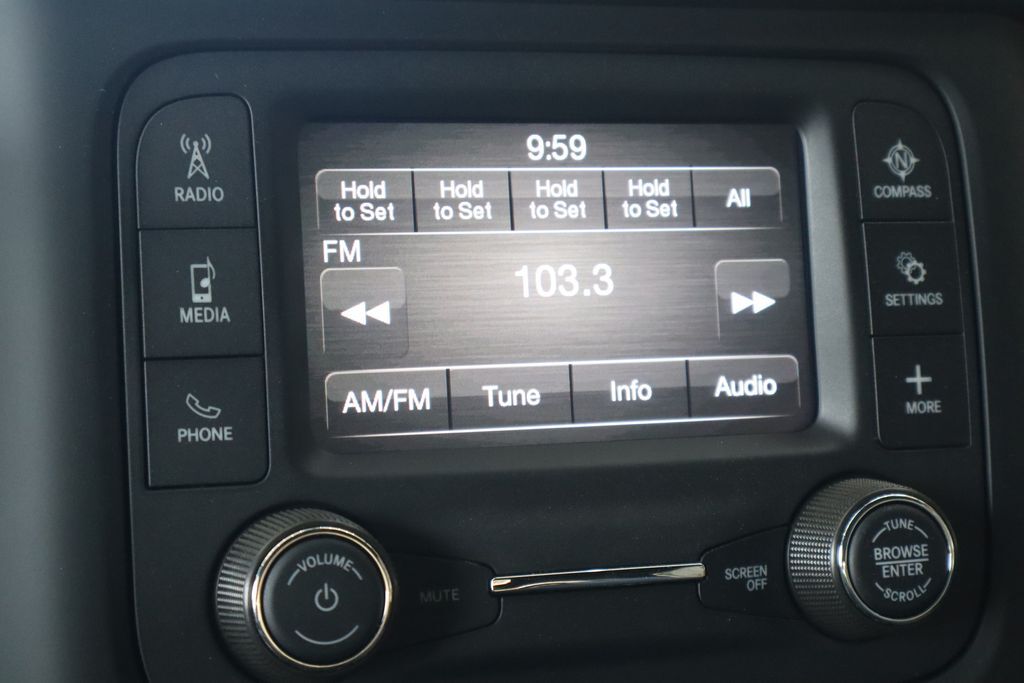 9:59
Hold to Set
Hold to Set
Hold to Set
Hold to Set
All
FM
103.3
AM/FM
Tune
Info
Audio
RADIO
MEDIA
PHONE
N
COMPASS
SETTINGS
MORE
VOLUME
MUTE
SCREEN
OFF
TUNE
BROWSE
ENTER
SCROLL